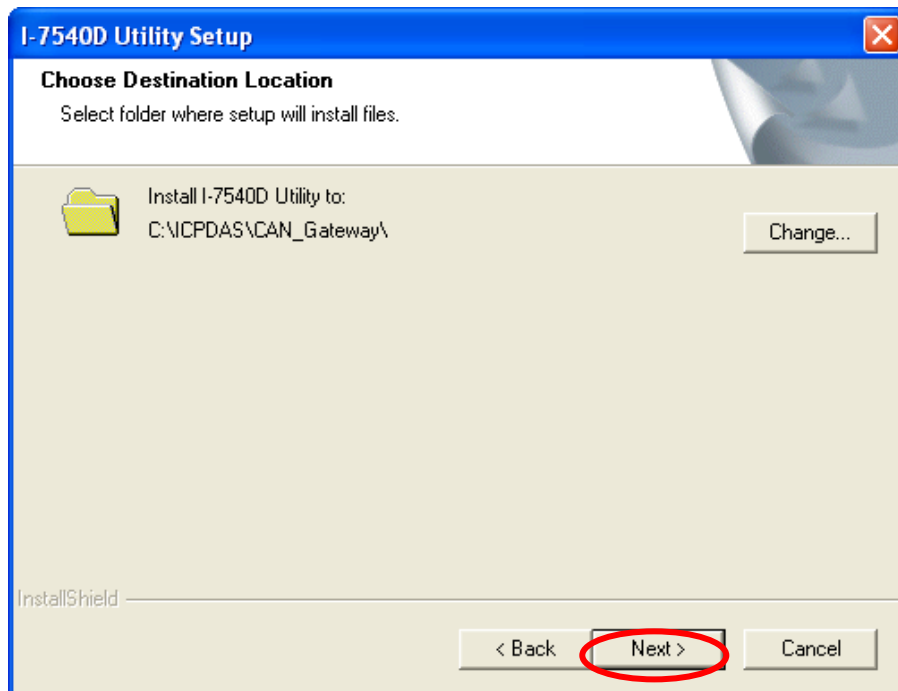 I-7540D Utility Setup
Choose Destination Location
Select folder where setup will install files.
Install I-7540D Utility to:
C:\ICPDAS\CAN_Gateway\
Change...
InstallShield
< Back
Next >
Cancel